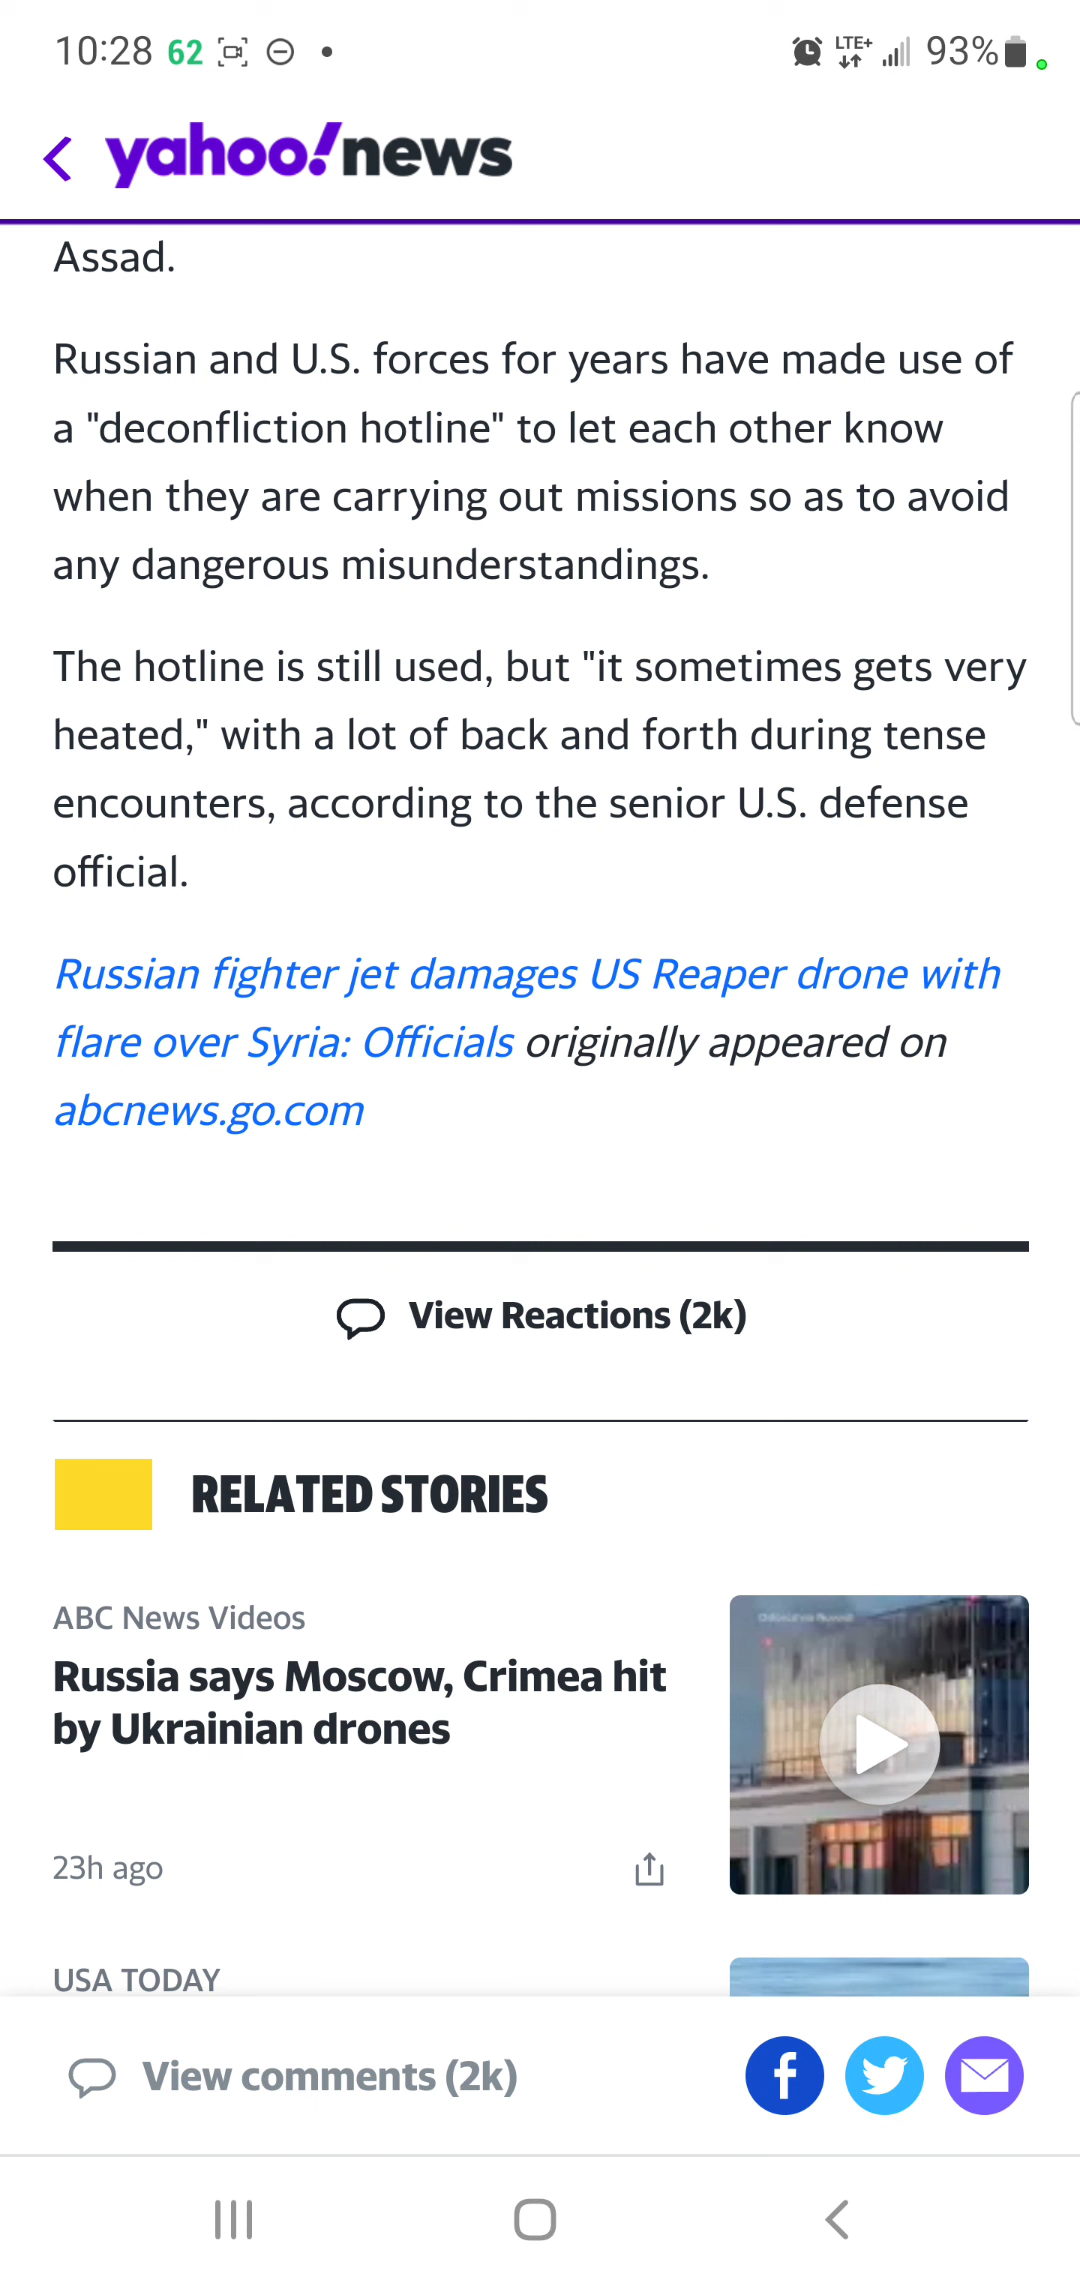 10:28 62 LTE+ 93%
yahoo!news
Assad.
Russian and U.S. forces for years have made use of
a "deconfliction hotline" to let each other know
when they are carrying out missions so as to avoid
any dangerous misunderstandings.
The hotline is still used, but "it sometimes gets very
heated," with a lot of back and forth during tense
encounters, according to the senior U.S. defense
official.
Russian fighter jet damages US Reaper drone with
flare over Syria: Officials originally appeared on
abcnews.go.com
View Reactions (2k)
RELATED STORIES
ABC News Videos
Russia says Moscow, Crimea hit
by Ukrainian drones
23h ago
USA TODAY
View comments (2k)